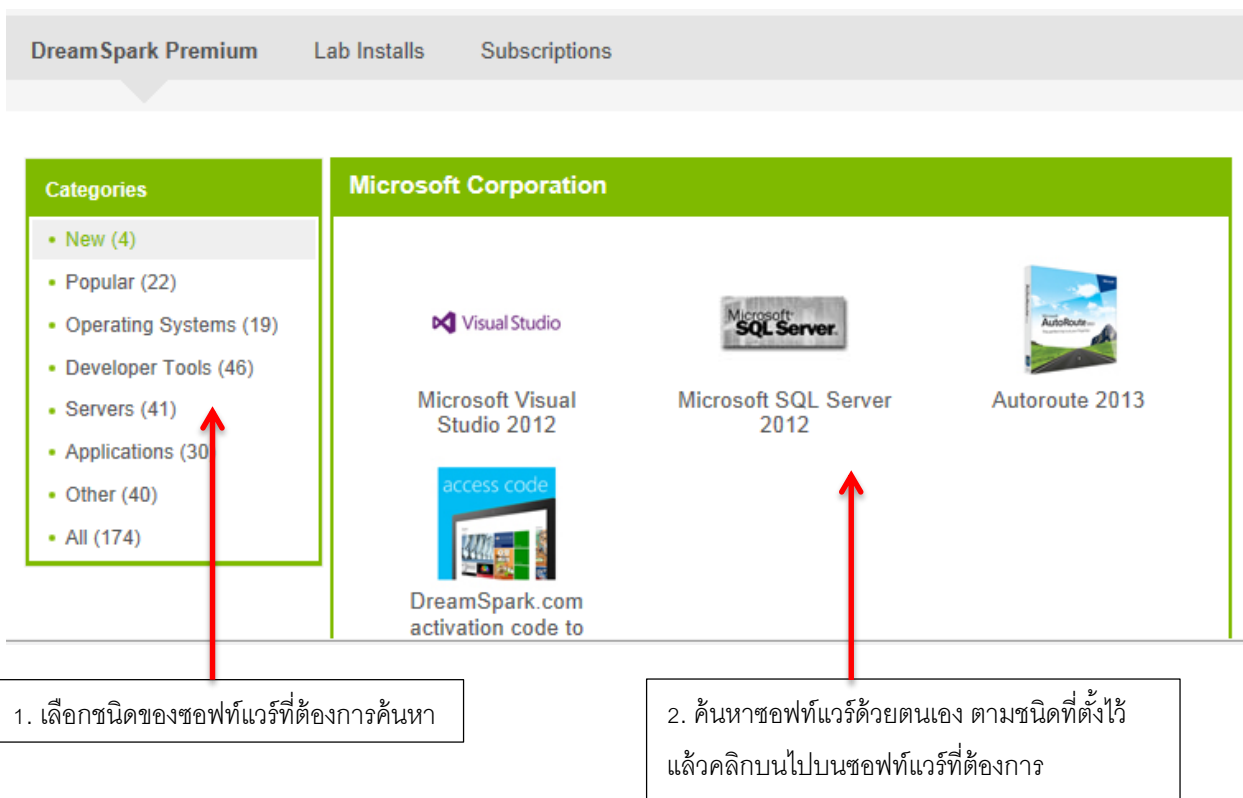 DreamSpark Premium Lab Installs Subscriptions
Categories
• New (4)
• Popular (22)
• Operating Systems (19)
• Developer Tools (46)
• Servers (41)
• Applications (30
• Other (40)
• All (174)
Microsoft Corporation
Visual Studio
Microsoft Visual
Studio 2012
Microsoft
SQL Server
Microsoft SQL Server
2012
Microsoft
AutoRoute
Autoroute 2013
access code
DreamSpark.com
activation code to
1. เลือกชนิดของซอฟท์แวร์ที่ต้องการค้นหา
2. ค้นหาซอฟท์แวร์ด้วยตนเอง ตามชนิดที่ตั้งไว้
แล้วคลิกบนไปบนซอฟท์แวร์ที่ต้องการ